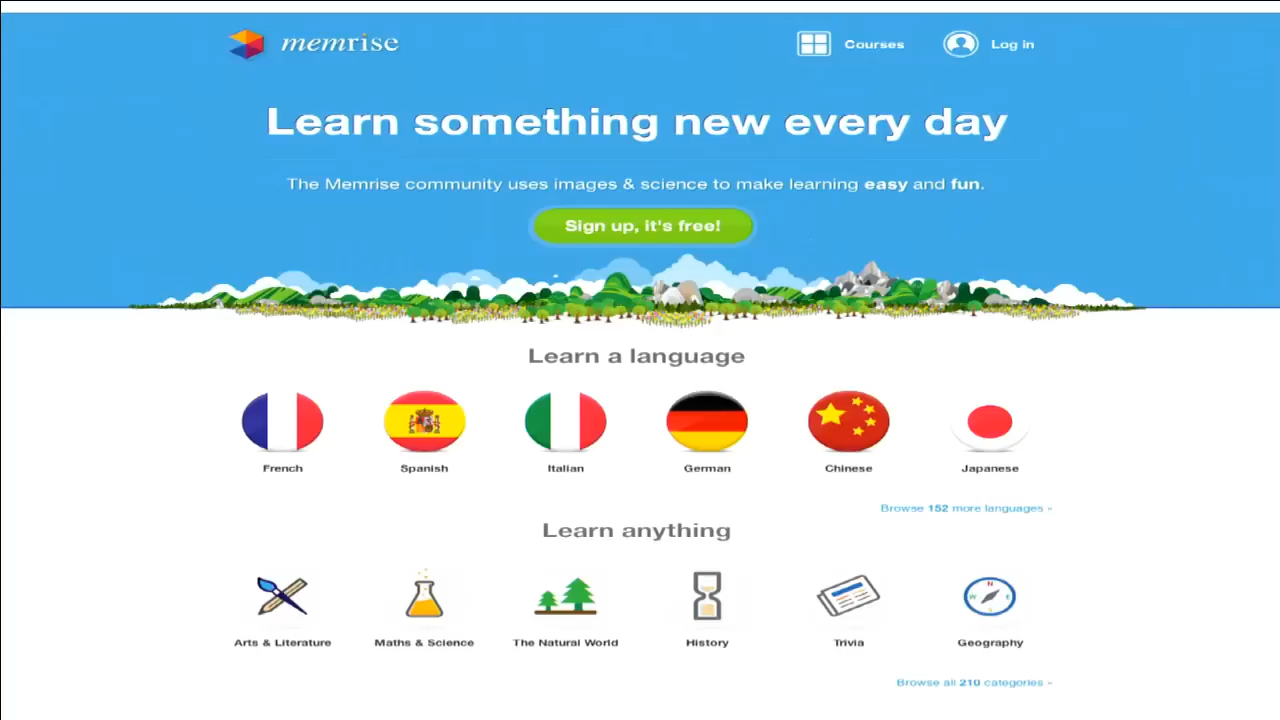 memrise
Courses
Log in
Learn something new every day
The Memrise community uses images & science to make learning easy and fun.
Sign up, it's free!
Learn a language
French
Spanish
Italian
German
Chinese
Japanese
Browse 152 more languages »
Learn anything
N
W
E
S
Arts & Literature
Maths & Science
The Natural World
History
Trivia
Geography
Browse all 210 categories »